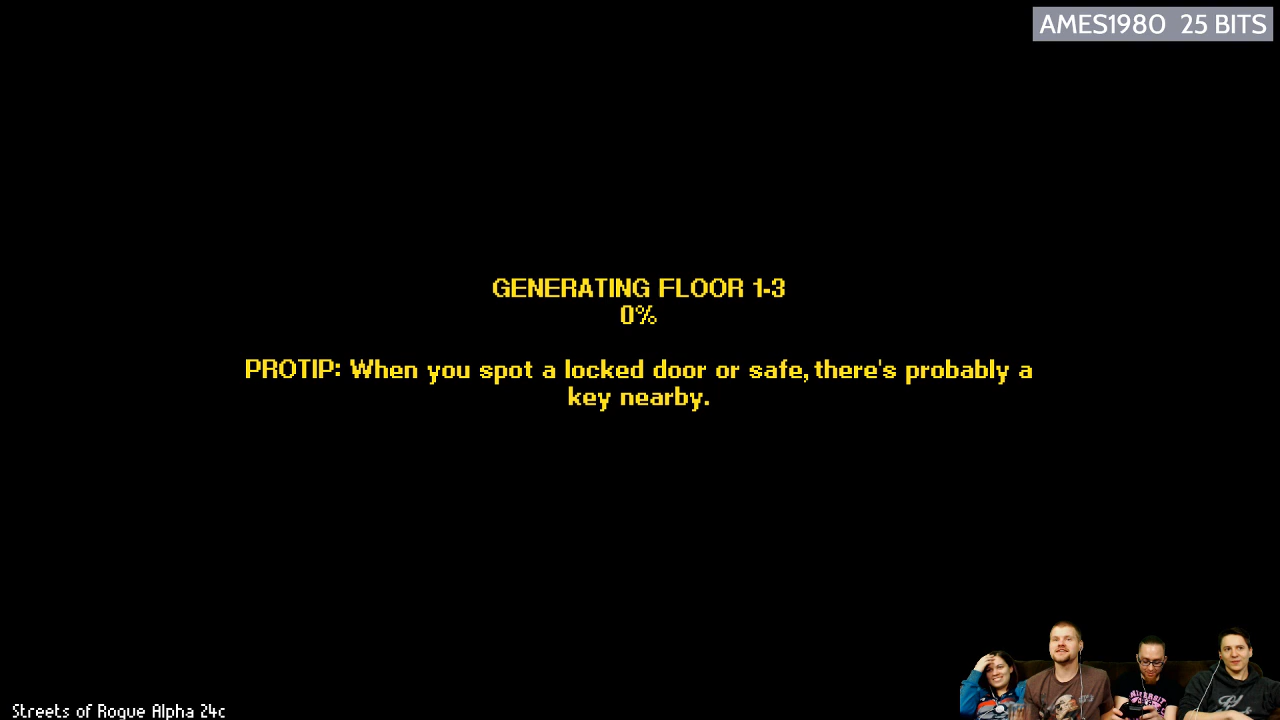 AMES1980 25 BITS
GENERATING FLOOR 1-3
0%
PROTIP: When you spot a locked door or safe, there's probably a
key nearby.
Streets of Rogue Alpha 24c